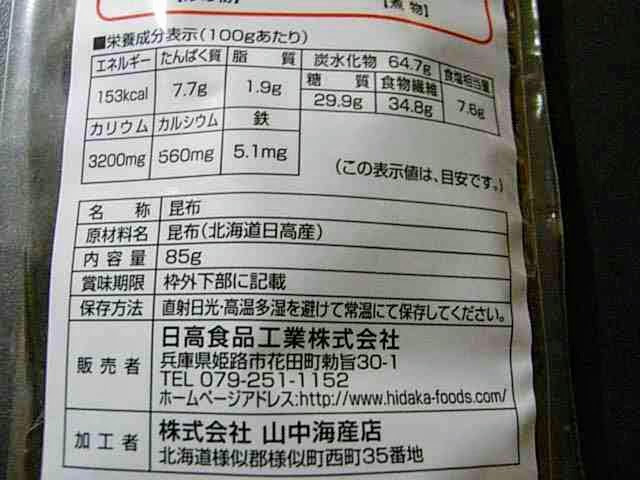 【煮物】
■栄養成分表示(100gあたり)
エネルギー たんぱく質 脂 質 炭水化物 64.7g 食塩相当量
糖 質 食物繊維
153kcal 7.7g 1.9g 29.9g 34.8g 7.6g
カリウム カルシウム 鉄
3200mg 560mg 5.1mg
(この表示値は、目安です。)
名 称 昆布
原材料名 昆布(北海道日高産)
内 容 量 85g
賞味期限 枠外下部に記載
保存方法 直射日光・高温多湿を避けて常温にて保存してください。
販 売 者 日高食品工業株式会社
兵庫県姫路市花田町勅旨30-1
TEL 079-251-1152
ホームページアドレス:http://www.hidaka-foods.com/
加 工 者 株式会社 山中海産店
北海道様似郡様似町西町35番地